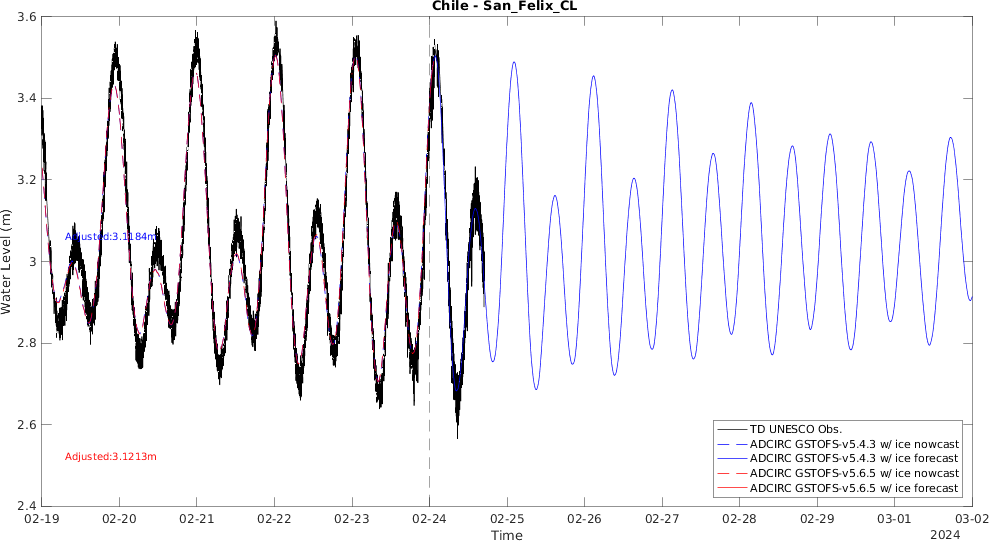 Chile - San_Felix_CL
3.6
3.4
3.2
3
2.8
2.6
2.4
Water Level (m)
Adjusted:3.1184m
Adjusted:3.1213m
TD UNESCO Obs.
ADCIRC GSTOFS-v5.4.3 w/ ice nowcast
ADCIRC GSTOFS-v5.4.3 w/ ice forecast
ADCIRC GSTOFS-v5.6.5 w/ ice nowcast
ADCIRC GSTOFS-v5.6.5 w/ ice forecast
02-19 02-20 02-21 02-22 02-23 02-24 02-25 02-26 02-27 02-28 02-29 03-01 03-02
Time
2024